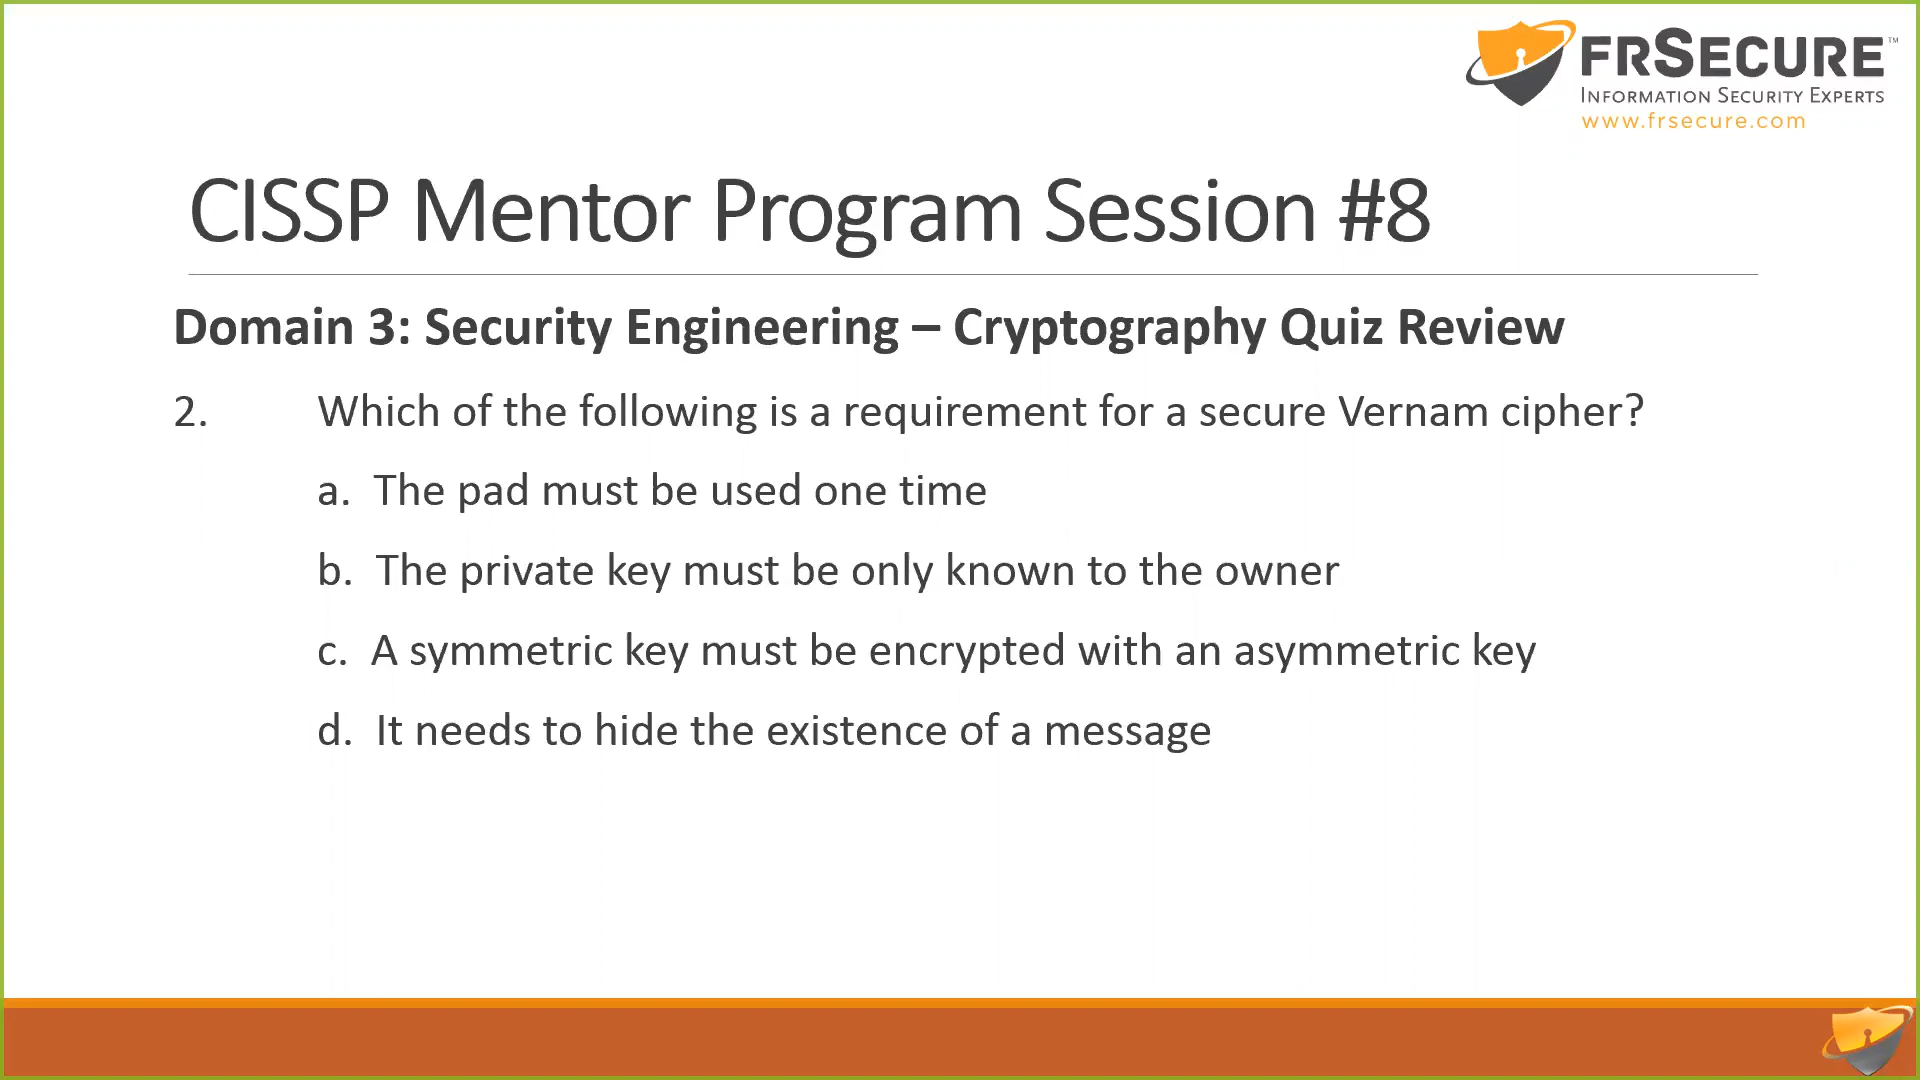 FRSECURE™
INFORMATION SECURITY EXPERTS
www.frsecure.com
CISSP Mentor Program Session #8
Domain 3: Security Engineering – Cryptography Quiz Review
2. Which of the following is a requirement for a secure Vernam cipher?
a. The pad must be used one time
b. The private key must be only known to the owner
c. A symmetric key must be encrypted with an asymmetric key
d. It needs to hide the existence of a message